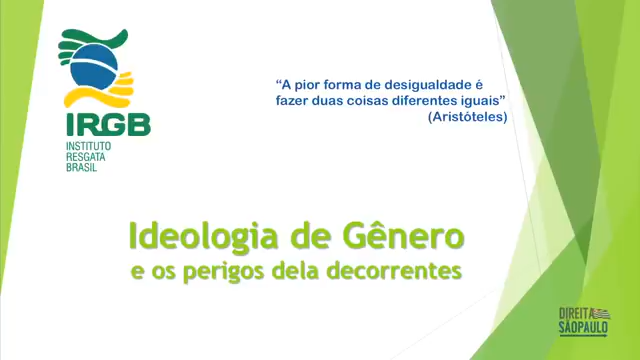 IRGB
INSTITUTO
RESGATA
BRASIL
“A pior forma de desigualdade é
fazer duas coisas diferentes iguais”
(Aristóteles)
Ideologia de Gênero
e os perigos dela decorrentes
DIREITA
SÃOPAULO